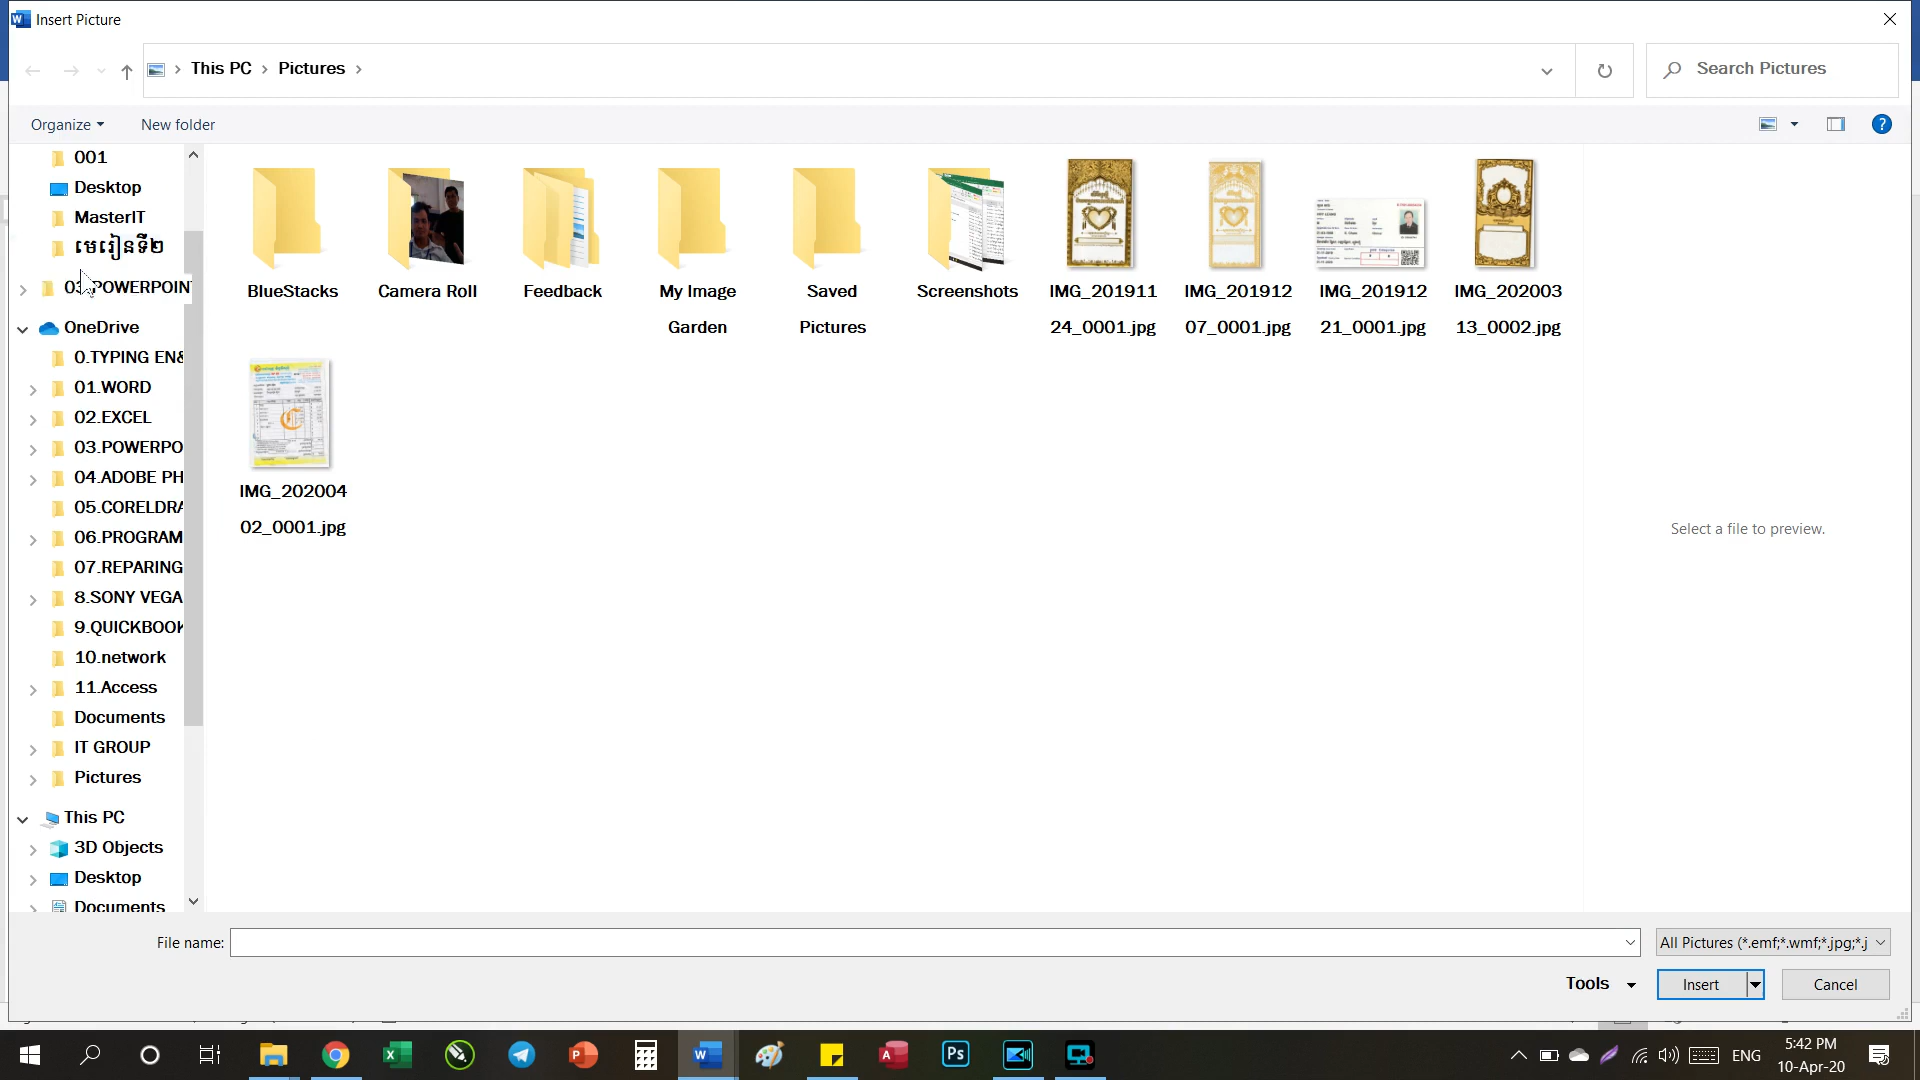 Insert Picture
This PC
Pictures
Search Pictures
Organize
New folder
?
001
Desktop
MasterIT
មេរៀនទី២
POWERPOIN
OneDrive
0.TYPING EN&
01.WORD
02.EXCEL
03.POWERPO
04.ADOBE PH
05.CORELDRA
06.PROGRAM
07.REPARING
8.SONY VEGA
9.QUICKBOOK
10.network
11.Access
Documents
IT GROUP
Pictures
This PC
3D Objects
Desktop
Documents
BlueStacks
Camera Roll
Feedback
My Image
Garden
Saved
Pictures
Screenshots
IMG_201911
24_0001.jpg
IMG_201912
07_0001.jpg
IMG_201912
21_0001.jpg
IMG_202003
13_0002.jpg
IMG_202004
02_0001.jpg
Select a file to preview.
File name:
All Pictures (*.emf;*.wmf;*.jpg;*.j
Tools
Insert
Cancel
ENG
5:42 PM
10-Apr-20